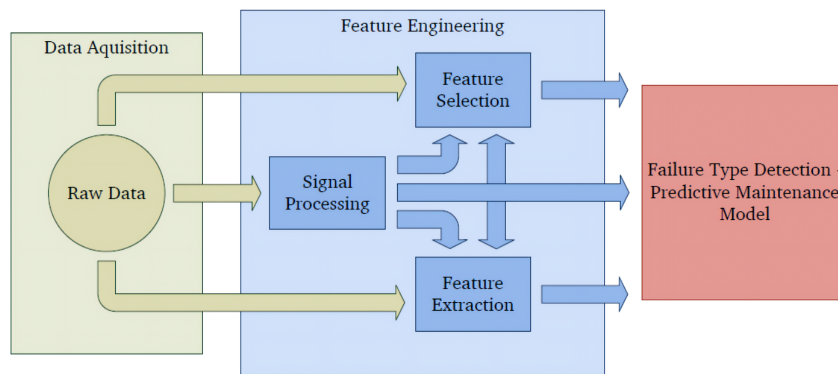 Data Aquisition
Feature Engineering
Feature
Selection
Raw Data
Signal
Processing
Failure Type Detection -
Predictive Maintenance
Model
Feature
Extraction